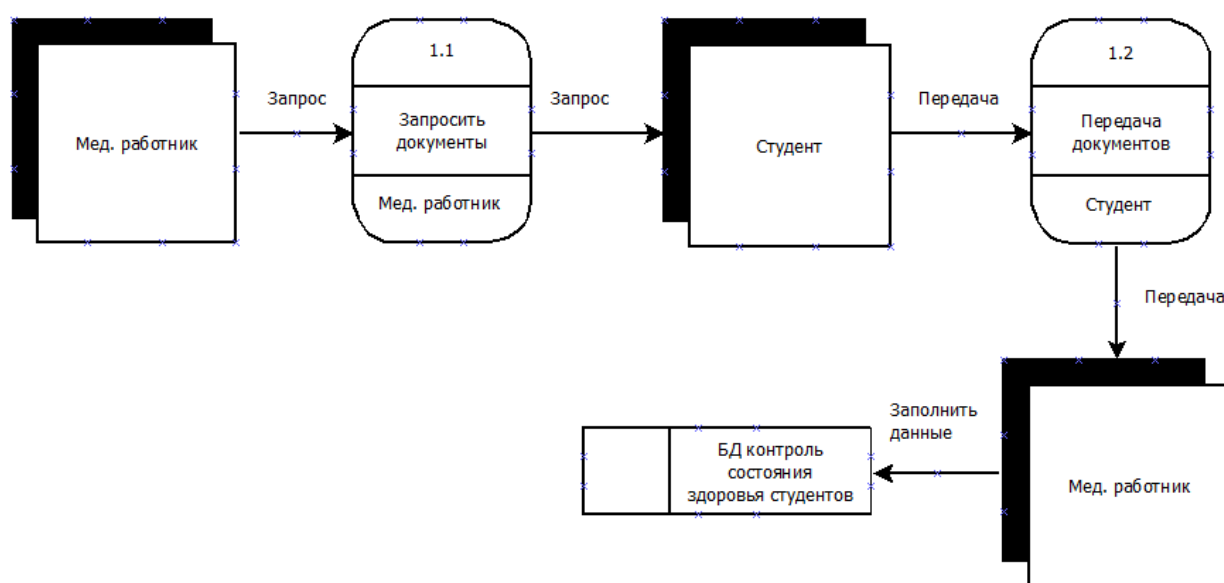 1.1
1.2
Запрос
Запрос
Передача
Мед. работник
Запросить
документы
Студент
Передача
документов
Мед. работник
Студент
Передача
Заполнить
данные
БД контроль
состояния
здоровья студентов
Мед. работник